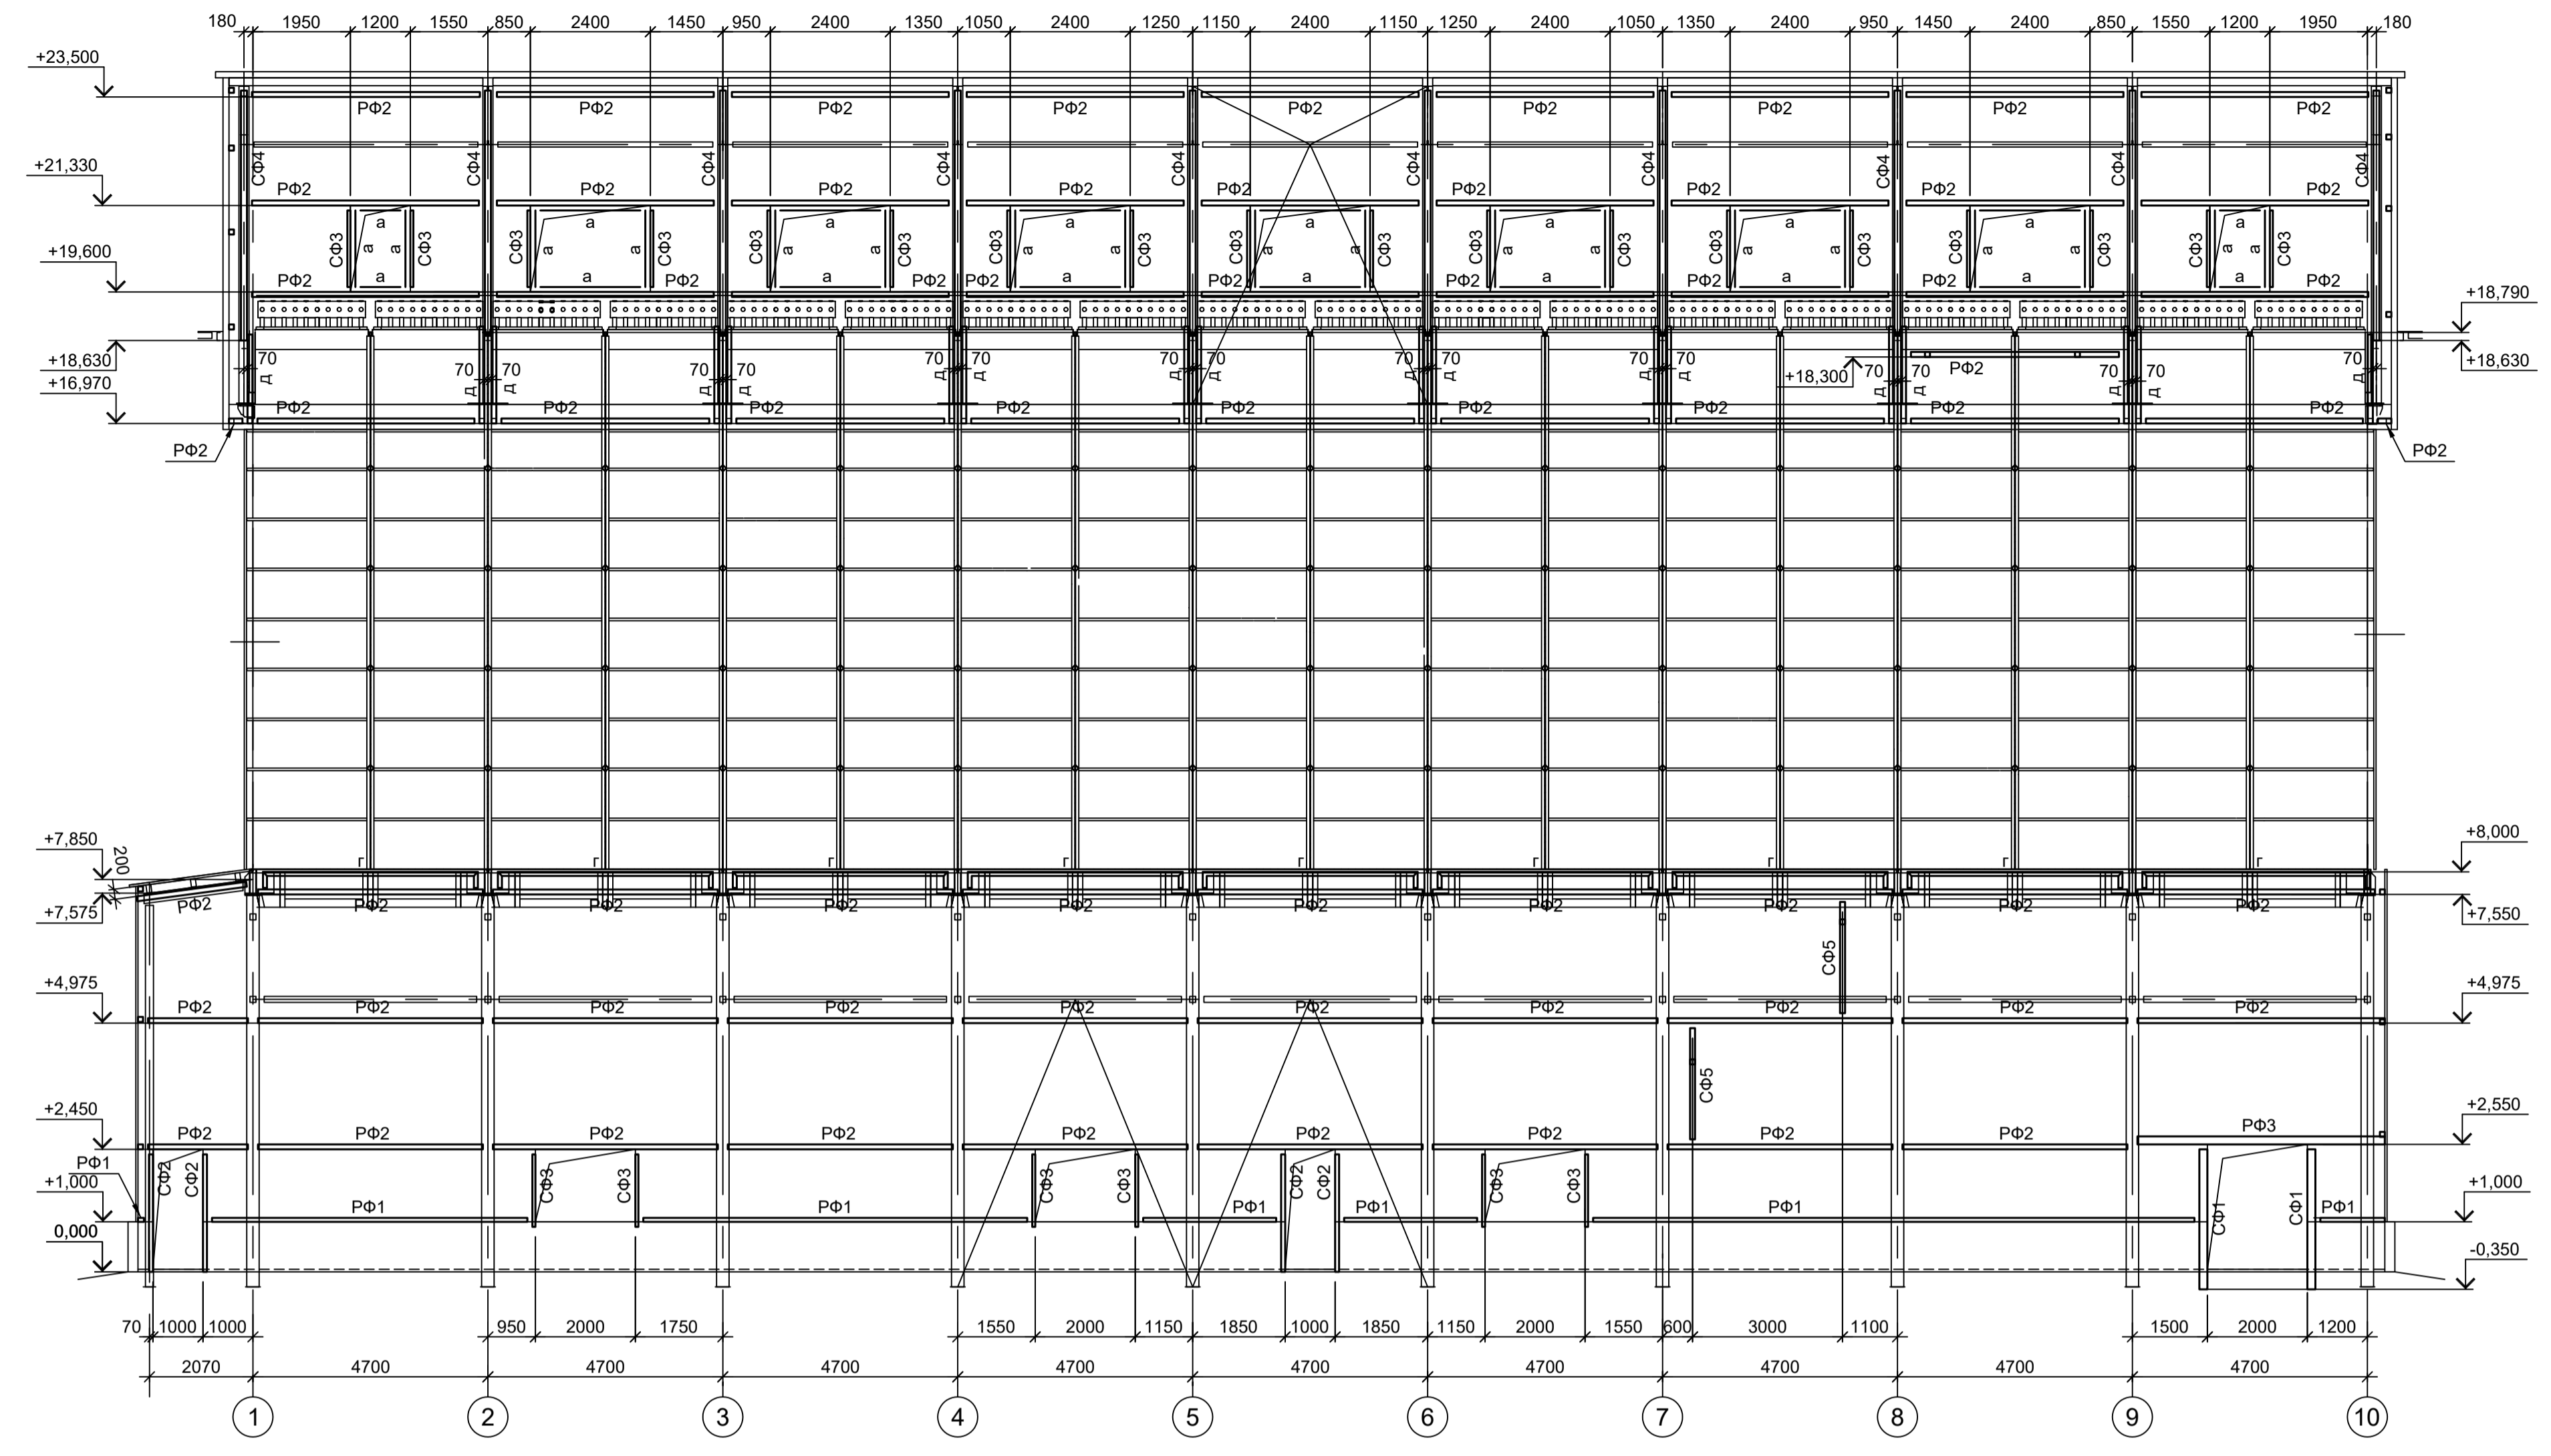 180 1950 1200 1550 850 2400 1450 950 2400 1350 1050 2400 1250 1150 2400 1150 1250 2400 1050 1350 2400 950 1450 2400 850 1550 1200 1950 180
+23,500
РФ2 РФ2 РФ2 РФ2 РФ2 РФ2 РФ2 РФ2 РФ2
СФ4 СФ4 СФ4 СФ4 СФ4 СФ4 СФ4 СФ4 СФ4 СФ4
+21,330
РФ2 РФ2 РФ2 РФ2 РФ2 РФ2 РФ2 РФ2 РФ2
а а а а а а а а а
СФ3 а а СФ3 СФ3 а а СФ3 СФ3 а а СФ3 СФ3 а а СФ3 СФ3 а а СФ3 СФ3 а а СФ3 СФ3 а а СФ3 СФ3 а а СФ3 СФ3 а а СФ3
+19,600
а а а а а а а а а
РФ2 РФ2 РФ2 РФ2 РФ2 РФ2 РФ2 РФ2 РФ2
+18,790
+18,630 70 70 70 70 70 70 70 70 70 70 70 70 70 70 70 70 70 70 +18,630
д д д д д д д д д д д д д д д д д д
+18,300 РФ2
+16,970
РФ2 РФ2 РФ2 РФ2 РФ2 РФ2 РФ2 РФ2 РФ2
РФ2 РФ2
+7,850 200 +8,000
г г г г г г г г г
+7,575 РФ2 РФ2 РФ2 РФ2 РФ2 РФ2 РФ2 РФ2 РФ2 РФ2 +7,550
СФ5
+4,975 РФ2 РФ2 РФ2 РФ2 РФ2 РФ2 РФ2 РФ2 РФ2 РФ2 +4,975
СФ5
+2,450 +2,550
РФ2 РФ2 РФ2 РФ2 РФ2 РФ2 РФ2 РФ2 РФ2 РФ3
РФ1
СФ2 СФ2 СФ3 СФ3 СФ3 СФ3 СФ2 СФ2 СФ3 СФ3 СФ1 СФ1
+1,000 РФ1 РФ1 РФ1 РФ1 РФ1 РФ1 +1,000
0,000 -0,350
70 1000 1000 950 2000 1750 1550 2000 1150 1850 1000 1850 1150 2000 1550 600 3000 1100 1500 2000 1200
2070 4700 4700 4700 4700 4700 4700 4700 4700 4700
1 2 3 4 5 6 7 8 9 10